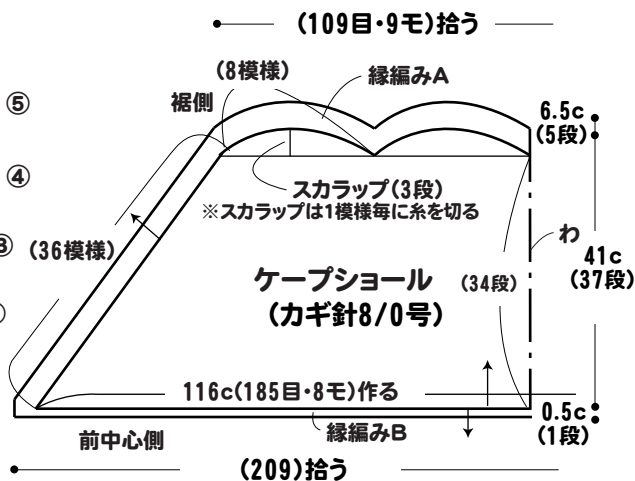 (109目・9モ)拾う
(8模様)
縁編みA
裾側
6.5c
(5段)
⑤
④
スカラップ(3段)
※スカラップは1模様毎に糸を切る
(36模様)
わ
41c
(37段)
ケープショール
(34段)
(カギ針8/0号)
116c(185目・8モ)作る
0.5c
(1段)
縁編みB
前中心側
(209)拾う